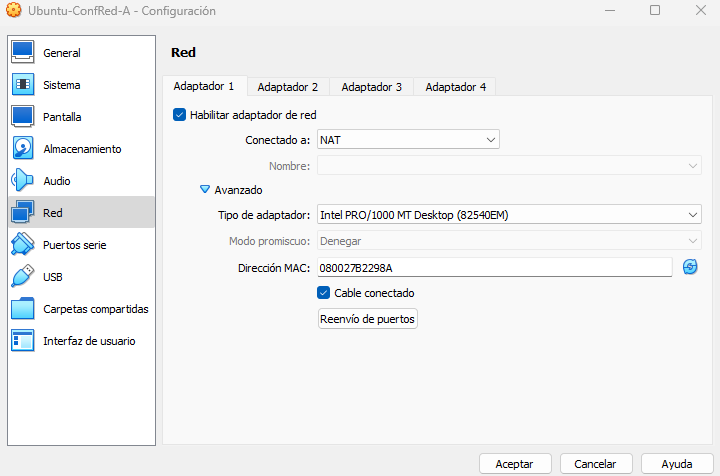 Ubuntu-ConfRed-A - Configuración
General
Sistema
Pantalla
Almacenamiento
Audio
Red
Puertos serie
USB
Carpetas compartidas
Interfaz de usuario
Red
Adaptador 1 Adaptador 2 Adaptador 3 Adaptador 4
Habilitar adaptador de red
Conectado a: NAT
Nombre:
Avanzado
Tipo de adaptador: Intel PRO/1000 MT Desktop (82540EM)
Modo promiscuo: Denegar
Dirección MAC: 080027B2298A
Cable conectado
Reenvío de puertos
Aceptar Cancelar Ayuda